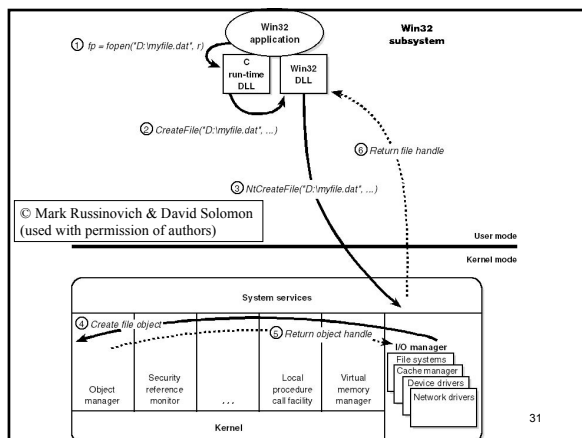 Win32
application
Win32
subsystem
1 fp = fopen("D:\myfile.dat", r)
C
run-time
DLL
Win32
DLL
2 CreateFile("D:\myfile.dat", ...)
6 Return file handle
3 NtCreateFile("D:\myfile.dat", ...)
© Mark Russinovich & David Solomon
(used with permission of authors)
User mode
Kernel mode
System services
4 Create file object
5 Return object handle
I/O manager
File systems
Cache manager
Device drivers
Network drivers
Object
manager
Security
reference
monitor
...
Local
procedure
call facility
Virtual
memory
manager
Kernel
31